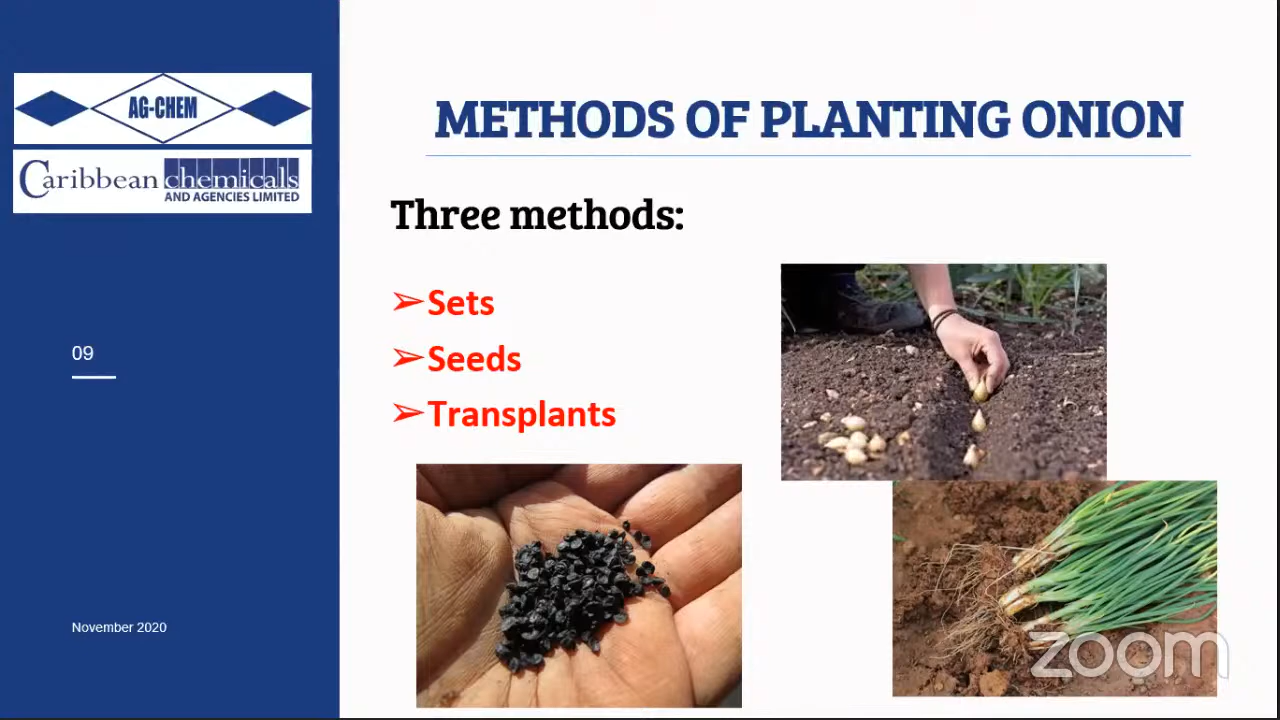 AG-CHEM
Caribbean chemicals
AND AGENCIES LIMITED
09
November 2020
METHODS OF PLANTING ONION
Three methods:
➢Sets
➢Seeds
➢Transplants
zoom